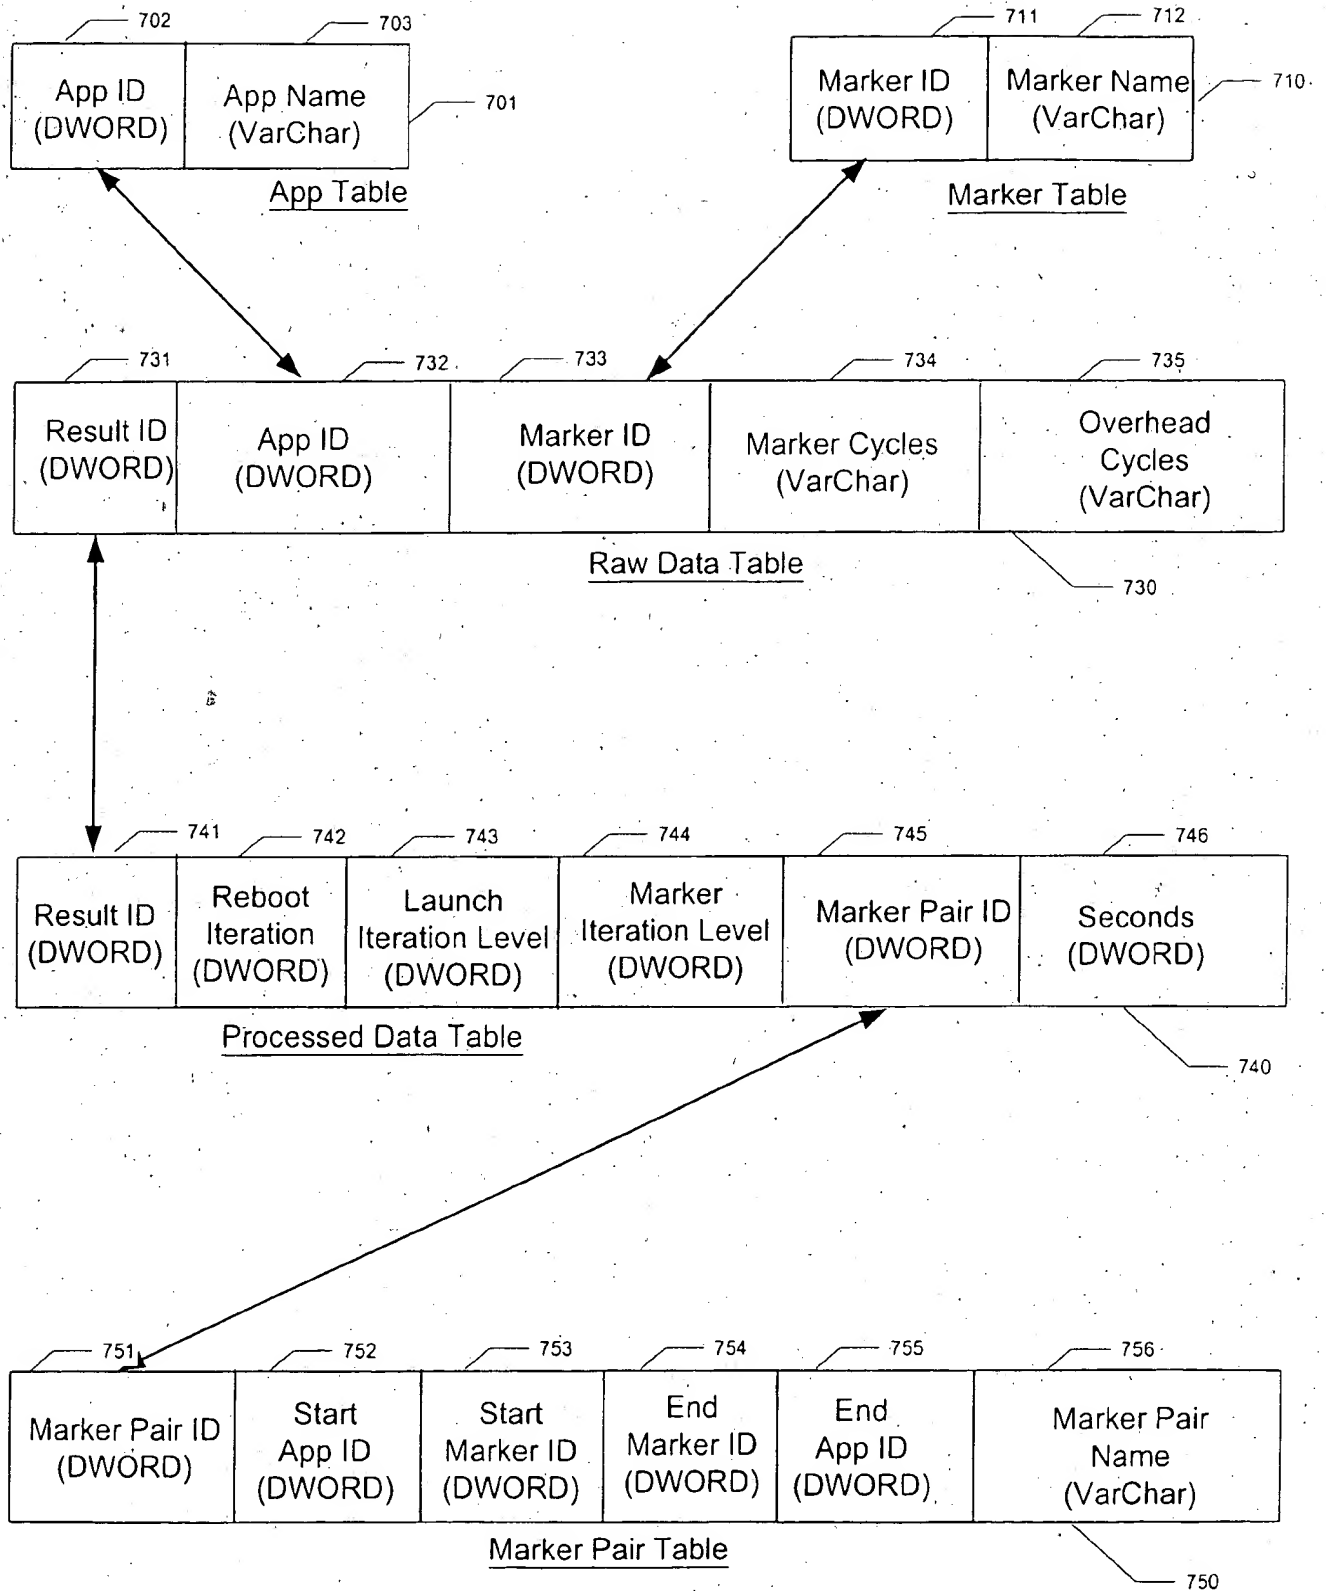 702
703
711
712
App ID
(DWORD)
App Name
(VarChar)
701
Marker ID
(DWORD)
Marker Name
(VarChar)
710
App Table
Marker Table
731
732
733
734
735
Result ID
(DWORD)
App ID
(DWORD)
Marker ID
(DWORD)
Marker Cycles
(VarChar)
Overhead
Cycles
(VarChar)
Raw Data Table
730
741
742
743
744
745
746
Result ID
(DWORD)
Reboot
Iteration
(DWORD)
Launch
Iteration Level
(DWORD)
Marker
Iteration Level
(DWORD)
Marker Pair ID
(DWORD)
Seconds
(DWORD)
Processed Data Table
740
751
752
753
754
755
756
Marker Pair ID
(DWORD)
Start
App ID
(DWORD)
Start
Marker ID
(DWORD)
End
Marker ID
(DWORD)
End
App ID
(DWORD)
Marker Pair
Name
(VarChar)
Marker Pair Table
750